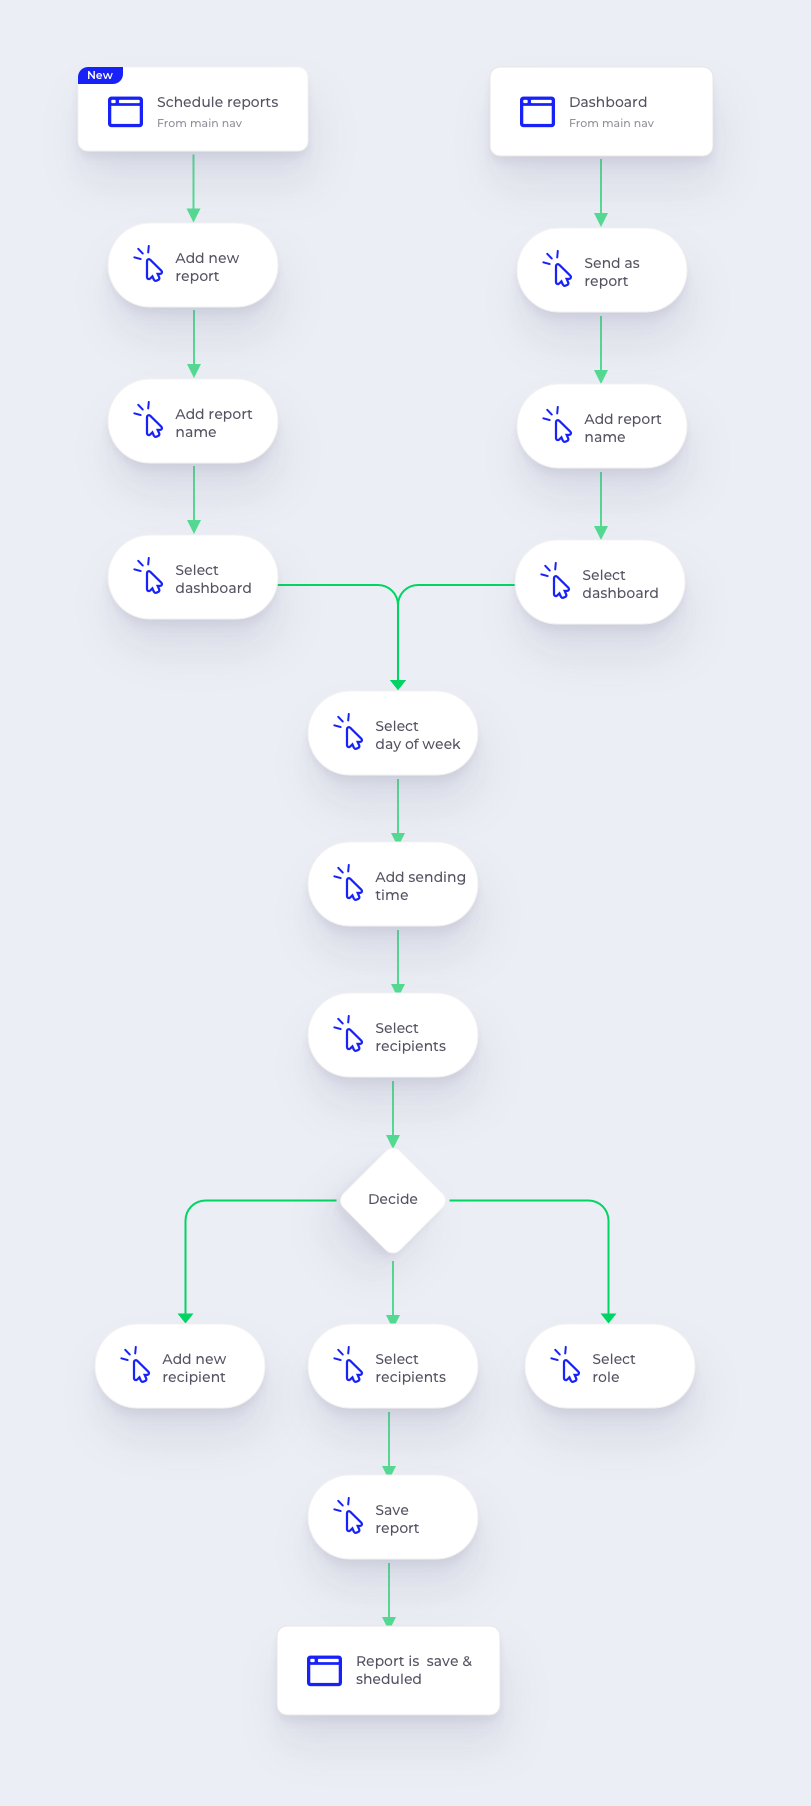 New
Schedule reports
From main nav
Dashboard
From main nav
Add new
report
Send as
report
Add report
name
Add report
name
Select
dashboard
Select
dashboard
Select
day of week
Add sending
time
Select
recipients
Decide
Add new
recipient
Select
recipients
Select
role
Save
report
Report is save &
sheduled